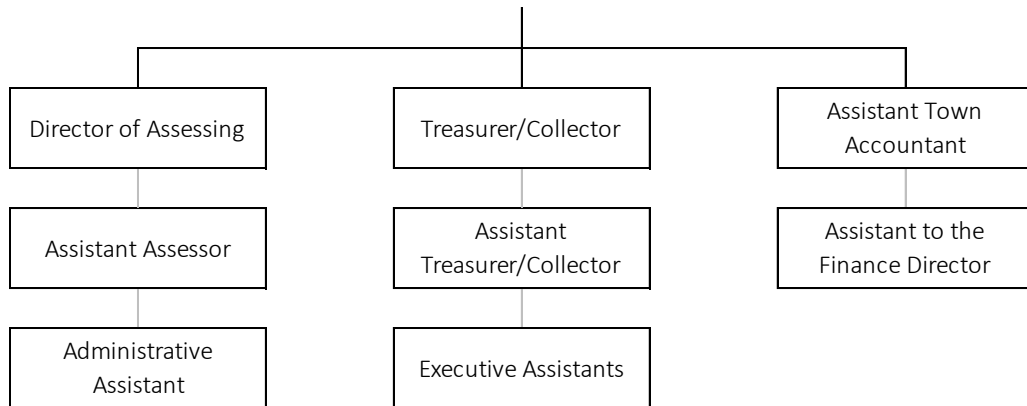 Director of Assessing
Treasurer/Collector
Assistant Town
Accountant
Assistant Assessor
Assistant
Treasurer/Collector
Assistant to the
Finance Director
Administrative
Assistant
Executive Assistants